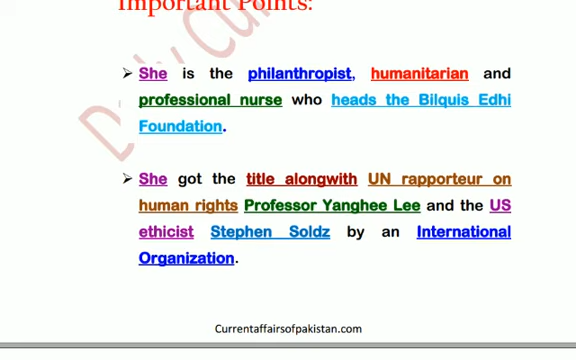 Important Points:
➢ She is the philanthropist, humanitarian and
professional nurse who heads the Bilquis Edhi
Foundation.
➢ She got the title alongwith UN rapporteur on
human rights Professor Yanghee Lee and the US
ethicist Stephen Soldz by an International
Organization.
Currentaffairsofpakistan.com